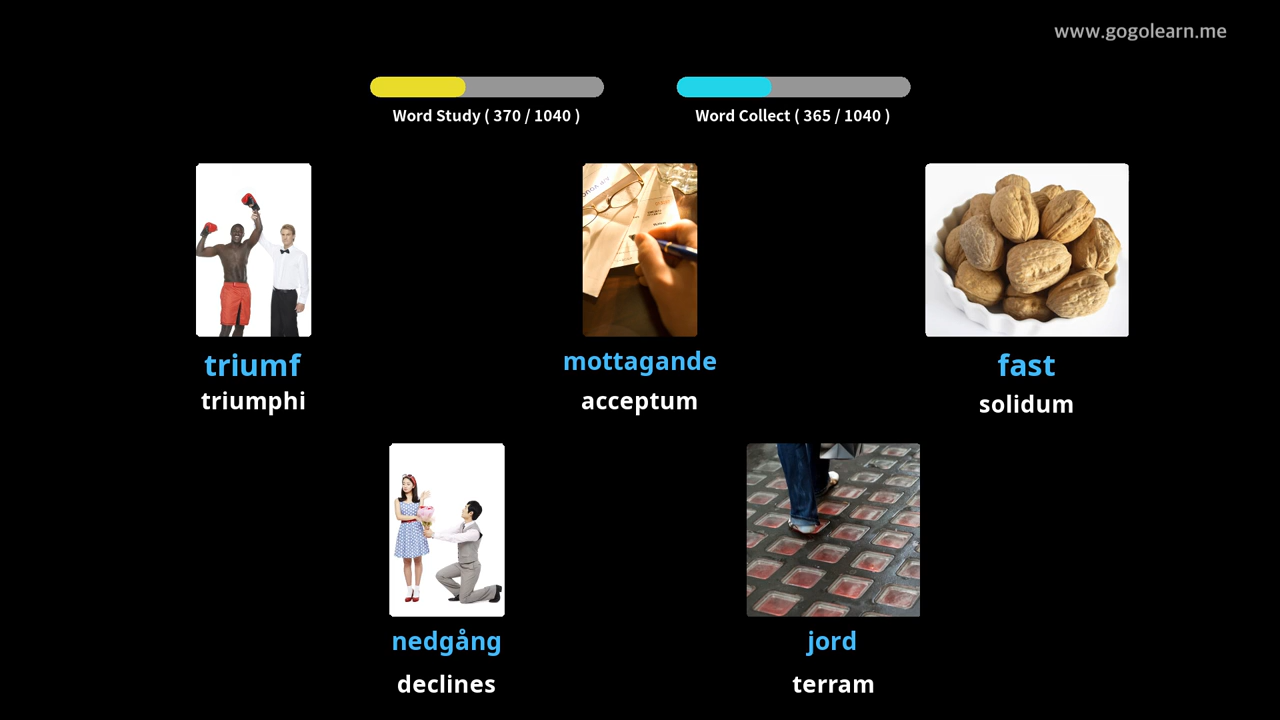 www.gogolearn.me
Word Study ( 370 / 1040 )
Word Collect ( 365 / 1040 )
triumf
triumphi
mottagande
acceptum
fast
solidum
nedgång
declines
jord
terram